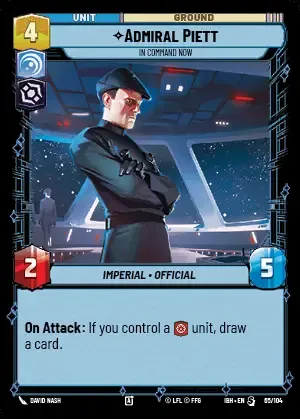 UNIT
GROUND
4
✧ADMIRAL PIETT
IN COMMAND NOW
2
5
IMPERIAL • OFFICIAL
On Attack: If you control a unit, draw
a card.
DAVID NASH
© LFL © FFG
IBH • EN
65/104